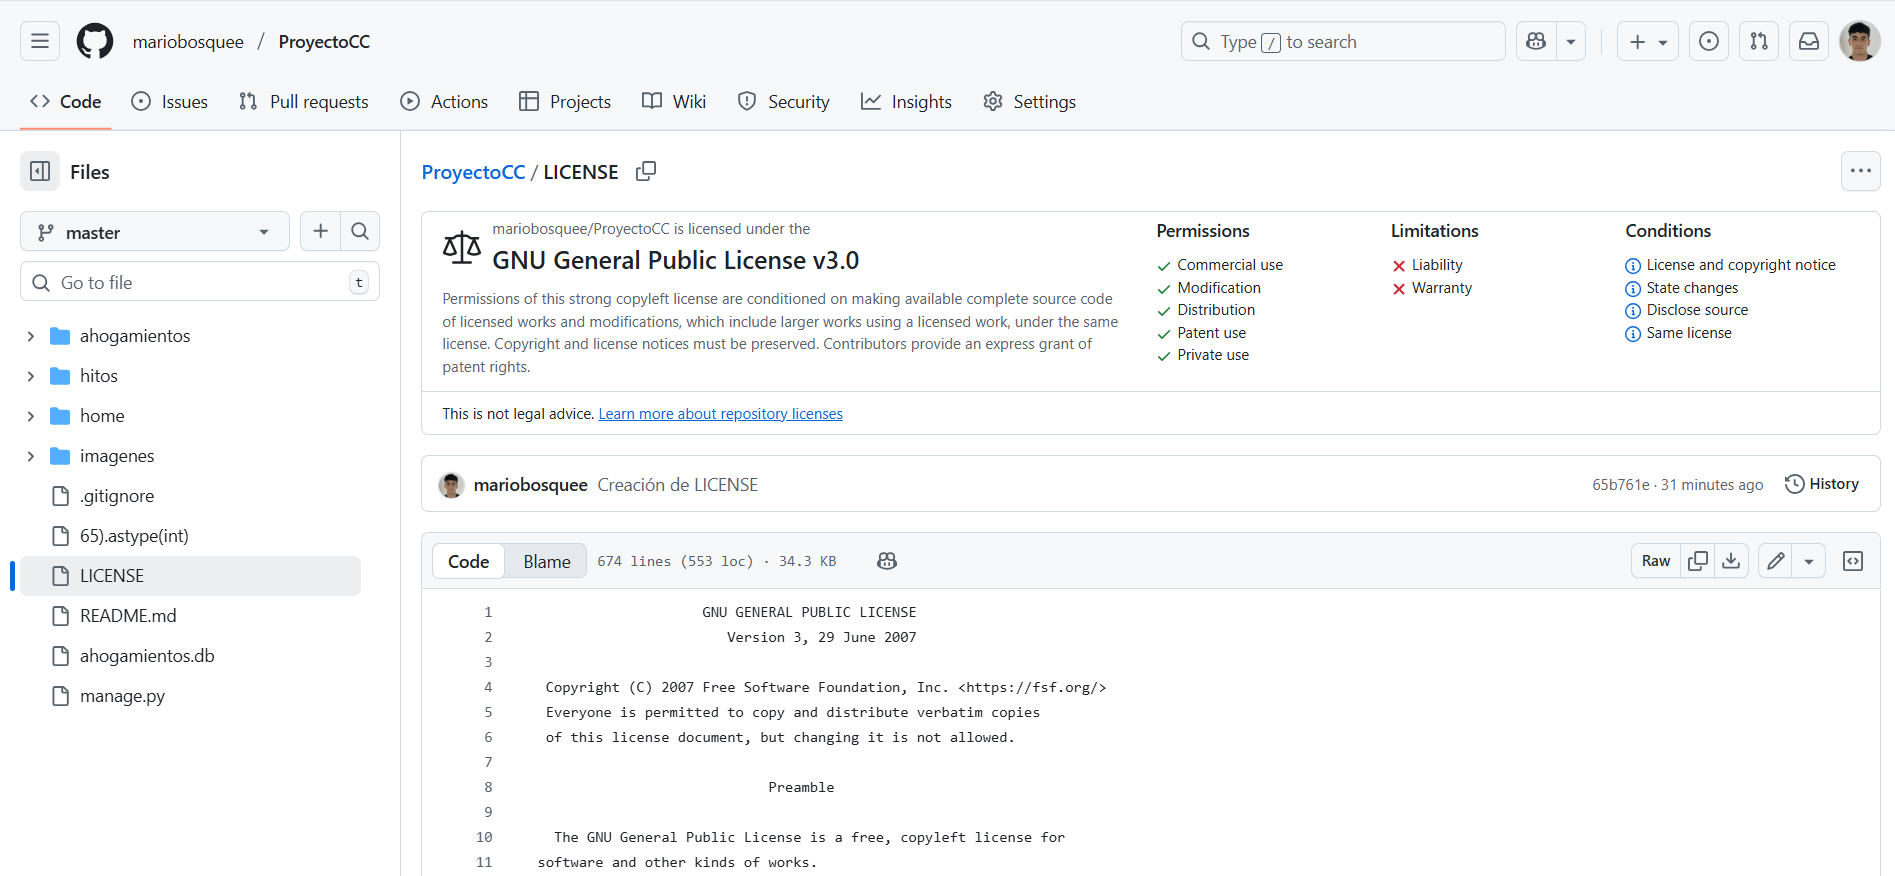 mariobosquee / ProyectoCC
Type / to search
Code
Issues
Pull requests
Actions
Projects
Wiki
Security
Insights
Settings
Files
master
Go to file
t
ahogamientos
hitos
home
imagenes
.gitignore
65).astype(int)
LICENSE
README.md
ahogamientos.db
manage.py
ProyectoCC / LICENSE
mariobosquee/ProyectoCC is licensed under the
GNU General Public License v3.0
Permissions of this strong copyleft license are conditioned on making available complete source code
of licensed works and modifications, which include larger works using a licensed work, under the same
license. Copyright and license notices must be preserved. Contributors provide an express grant of
patent rights.
Permissions
Commercial use
Modification
Distribution
Patent use
Private use
Limitations
Liability
Warranty
Conditions
License and copyright notice
State changes
Disclose source
Same license
This is not legal advice. Learn more about repository licenses
mariobosquee Creación de LICENSE
65b761e · 31 minutes ago
History
Code
Blame
674 lines (553 loc) · 34.3 KB
Raw
1 GNU GENERAL PUBLIC LICENSE
2 Version 3, 29 June 2007
3
4 Copyright (C) 2007 Free Software Foundation, Inc. <https://fsf.org/>
5 Everyone is permitted to copy and distribute verbatim copies
6 of this license document, but changing it is not allowed.
7
8 Preamble
9
10 The GNU General Public License is a free, copyleft license for
11 software and other kinds of works.